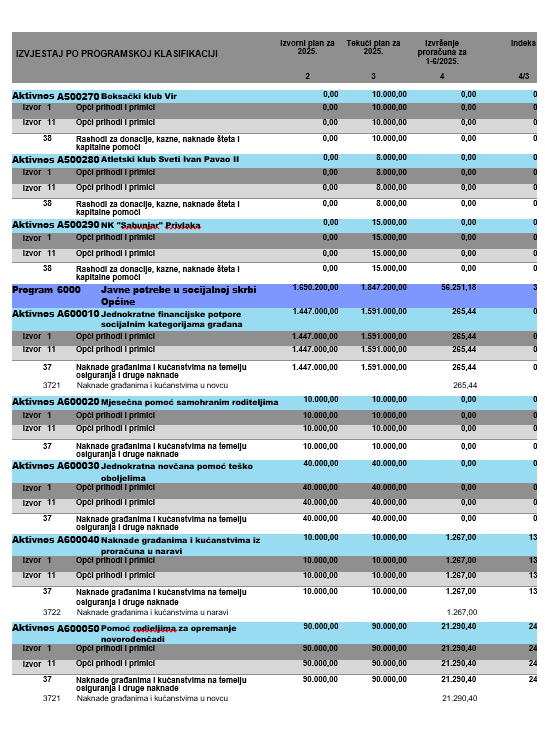 IZVJESTAJ PO PROGRAMSKOJ KLASIFIKACIJI Izvorni plan za 2025. Tekući plan za 2025. Izvršenje proračuna za 1-6/2025. Indeks
2 3 4 4/3
Aktivnos A500270 Boksački klub Vir 0,00 10.000,00 0,00 0
Izvor 1 Opći prihodi i primici 0,00 10.000,00 0,00 0
Izvor 11 Opći prihodi i primici 0,00 10.000,00 0,00 0
38 Rashodi za donacije, kazne, naknade šteta i 0,00 10.000,00 0,00 0
kapitalne pomoći
Aktivnos A500280 Atletski klub Sveti Ivan Pavao II 0,00 8.000,00 0,00 0
Izvor 1 Opći prihodi i primici 0,00 8.000,00 0,00 0
Izvor 11 Opći prihodi i primici 0,00 8.000,00 0,00 0
38 Rashodi za donacije, kazne, naknade šteta i 0,00 8.000,00 0,00 0
kapitalne pomoći
Aktivnos A500290 NK "Sabunjar" Privlaka 0,00 15.000,00 0,00 0
Izvor 1 Opći prihodi i primici 0,00 15.000,00 0,00 0
Izvor 11 Opći prihodi i primici 0,00 15.000,00 0,00 0
38 Rashodi za donacije, kazne, naknade šteta i 0,00 15.000,00 0,00 0
kapitalne pomoći
Program 6000 Javne potrebe u socijalnoj skrbi 1.690.200,00 1.847.200,00 56.251,18 3
Općine
Aktivnos A600010 Jednokratne financijske potpore 1.447.000,00 1.591.000,00 265,44 0
socijalnim kategorijama građana
Izvor 1 Opći prihodi i primici 1.447.000,00 1.591.000,00 265,44 0
Izvor 11 Opći prihodi i primici 1.447.000,00 1.591.000,00 265,44 0
37 Naknade građanima i kućanstvima na temelju 1.447.000,00 1.591.000,00 265,44 0
osiguranja i druge naknade
3721 Naknade građanima i kućanstvima u novcu 265,44
Aktivnos A600020 Mjesečna pomoć samohranim roditeljima 10.000,00 10.000,00 0,00 0
Izvor 1 Opći prihodi i primici 10.000,00 10.000,00 0,00 0
Izvor 11 Opći prihodi i primici 10.000,00 10.000,00 0,00 0
37 Naknade građanima i kućanstvima na temelju 10.000,00 10.000,00 0,00 0
osiguranja i druge naknade
Aktivnos A600030 Jednokratna novčana pomoć teško 40.000,00 40.000,00 0,00 0
oboljelima
Izvor 1 Opći prihodi i primici 40.000,00 40.000,00 0,00 0
Izvor 11 Opći prihodi i primici 40.000,00 40.000,00 0,00 0
37 Naknade građanima i kućanstvima na temelju 40.000,00 40.000,00 0,00 0
osiguranja i druge naknade
Aktivnos A600040 Naknade građanima i kućanstvima iz 10.000,00 10.000,00 1.267,00 13
proračuna u naravi
Izvor 1 Opći prihodi i primici 10.000,00 10.000,00 1.267,00 13
Izvor 11 Opći prihodi i primici 10.000,00 10.000,00 1.267,00 13
37 Naknade građanima i kućanstvima na temelju 10.000,00 10.000,00 1.267,00 13
osiguranja i druge naknade
3722 Naknade građanima i kućanstvima u naravi 1.267,00
Aktivnos A600050 Pomoć rodieljima za opremanje 90.000,00 90.000,00 21.290,40 24
novorođenčadi
Izvor 1 Opći prihodi i primici 90.000,00 90.000,00 21.290,40 24
Izvor 11 Opći prihodi i primici 90.000,00 90.000,00 21.290,40 24
37 Naknade građanima i kućanstvima na temelju 90.000,00 90.000,00 21.290,40 24
osiguranja i druge naknade
3721 Naknade građanima i kućanstvima u novcu 21.290,40